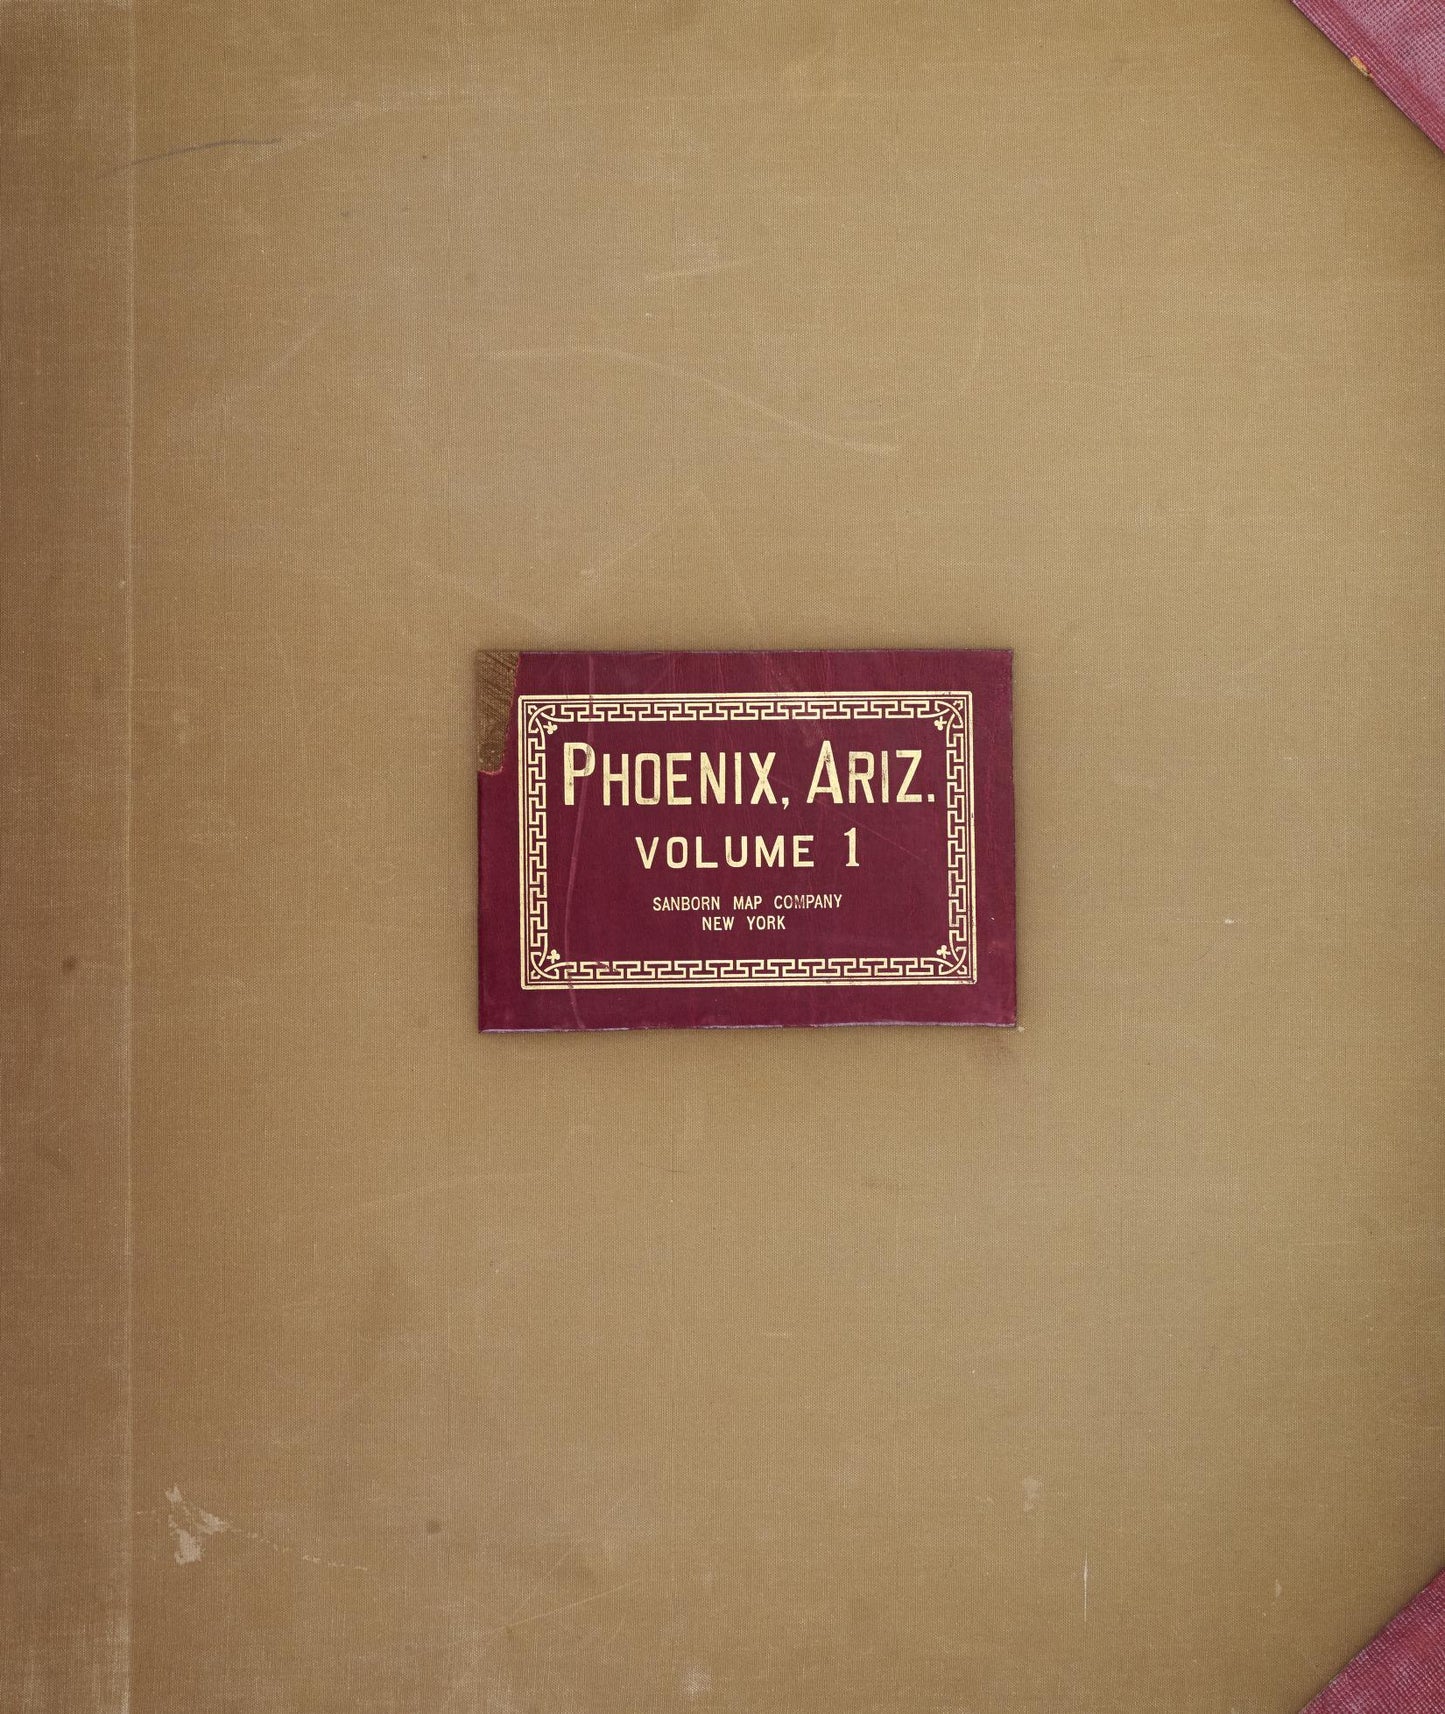 PHOENIX, ARIZ.
VOLUME 1
SANBORN MAP COMPANY
NEW YORK